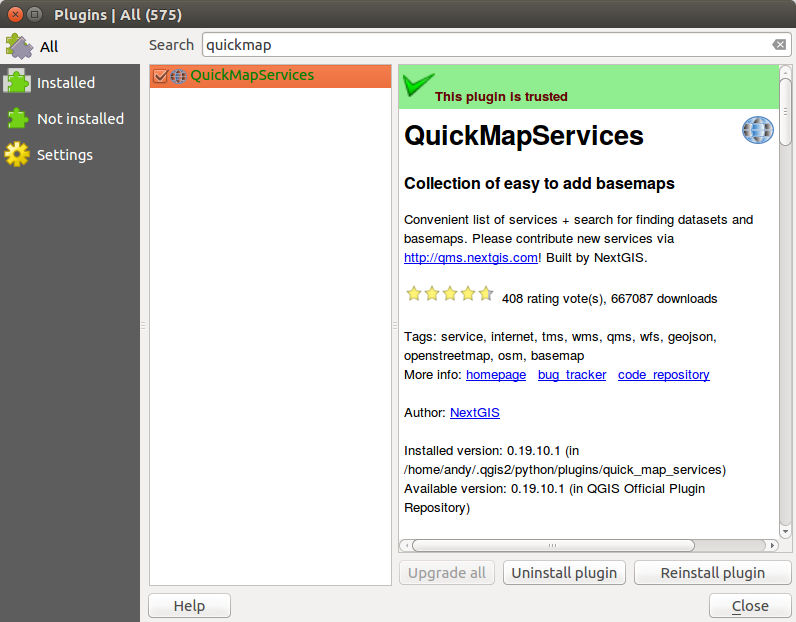 Plugins | All (575)
All
Search quickmap
Installed
Not installed
Settings
QuickMapServices
This plugin is trusted
QuickMapServices
Collection of easy to add basemaps
Convenient list of services + search for finding datasets and
basemaps. Please contribute new services via
http://qms.nextgis.com! Built by NextGIS.
408 rating vote(s), 667087 downloads
Tags: service, internet, tms, wms, qms, wfs, geojson,
openstreetmap, osm, basemap
More info: homepage bug_tracker code_repository
Author: NextGIS
Installed version: 0.19.10.1 (in
/home/andy/.qgis2/python/plugins/quick_map_services)
Available version: 0.19.10.1 (in QGIS Official Plugin
Repository)
Upgrade all Uninstall plugin Reinstall plugin
Help Close